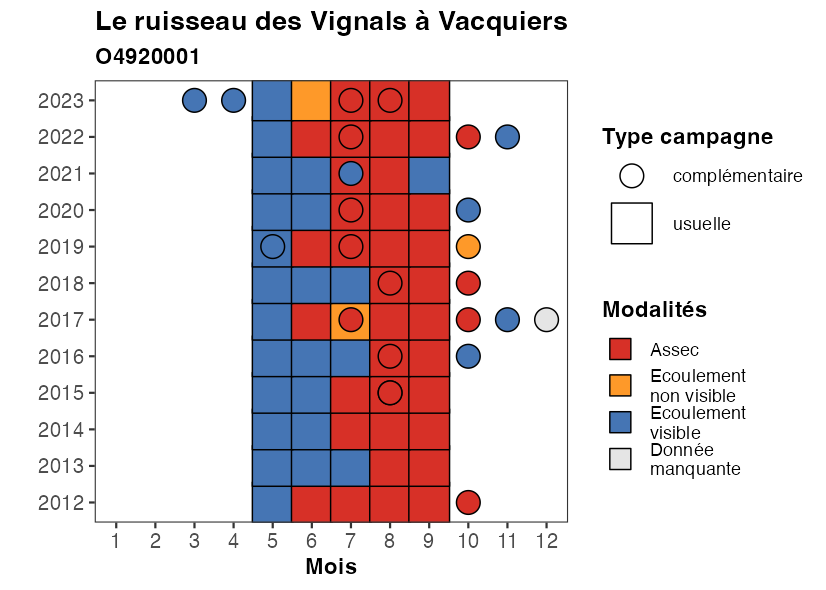 Le ruisseau des Vignals à Vacquiers
O4920001
2023
2022
2021
2020
2019
2018
2017
2016
2015
2014
2013
2012
1 2 3 4 5 6 7 8 9 10 11 12
Mois
Type campagne
complémentaire
usuelle
Modalités
Assec
Ecoulement
non visible
Ecoulement
visible
Donnée
manquante